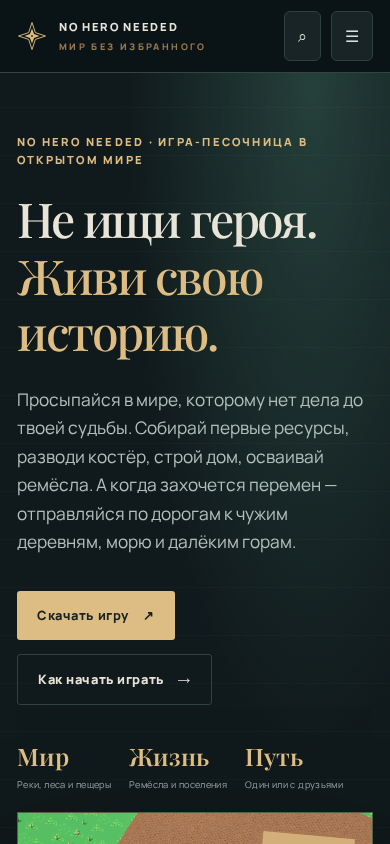 NO HERO NEEDED
МИР БЕЗ ИЗБРАННОГО
NO HERO NEEDED · ИГРА-ПЕСОЧНИЦА В
ОТКРЫТОМ МИРЕ
Не ищи героя.
Живи свою
историю.
Просыпайся в мире, которому нет дела до
твоей судьбы. Собирай первые ресурсы,
разводи костёр, строй дом, осваивай
ремёсла. А когда захочется перемен —
отправляйся по дорогам к чужим
деревням, морю и далёким горам.
Скачать игру ↗
Как начать играть →
Мир Жизнь Путь
Реки, леса и пещеры Ремёсла и поселения Один или с друзьями